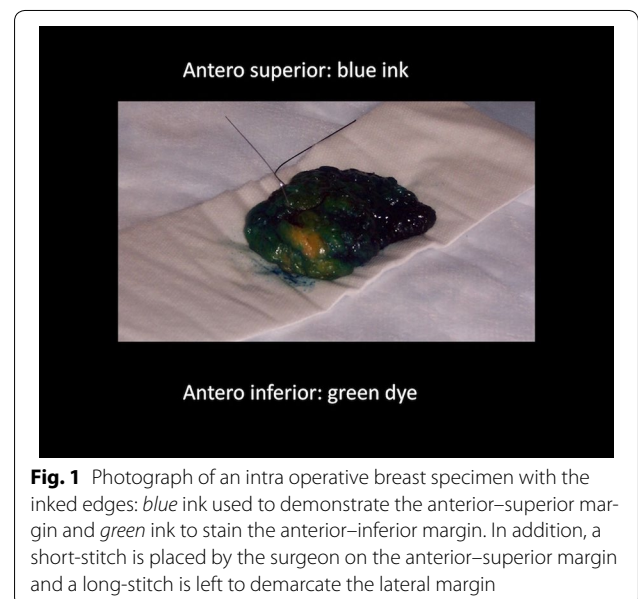 Antero superior: blue ink
Antero inferior: green dye
Fig. 1 Photograph of an intra operative breast specimen with the
inked edges: blue ink used to demonstrate the anterior–superior mar-
gin and green ink to stain the anterior–inferior margin. In addition, a
short-stitch is placed by the surgeon on the anterior–superior margin
and a long-stitch is left to demarcate the lateral margin